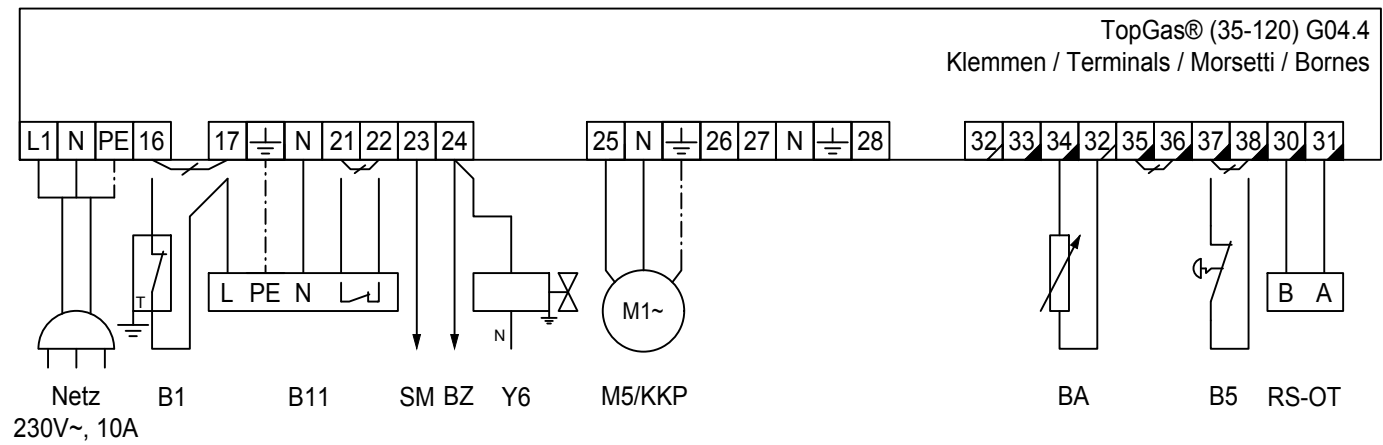 TopGas® (35-120) G04.4
Klemmen / Terminals / Morsetti / Bornes
L1 N PE 16 17 N 21 22 23 24 25 N 26 27 N 28 32 33 34 32 35 36 37 38 30 31
T L PE N N M1~ B A
Netz B1 B11 SM BZ Y6 M5/KKP BA B5 RS-OT
230V~, 10A